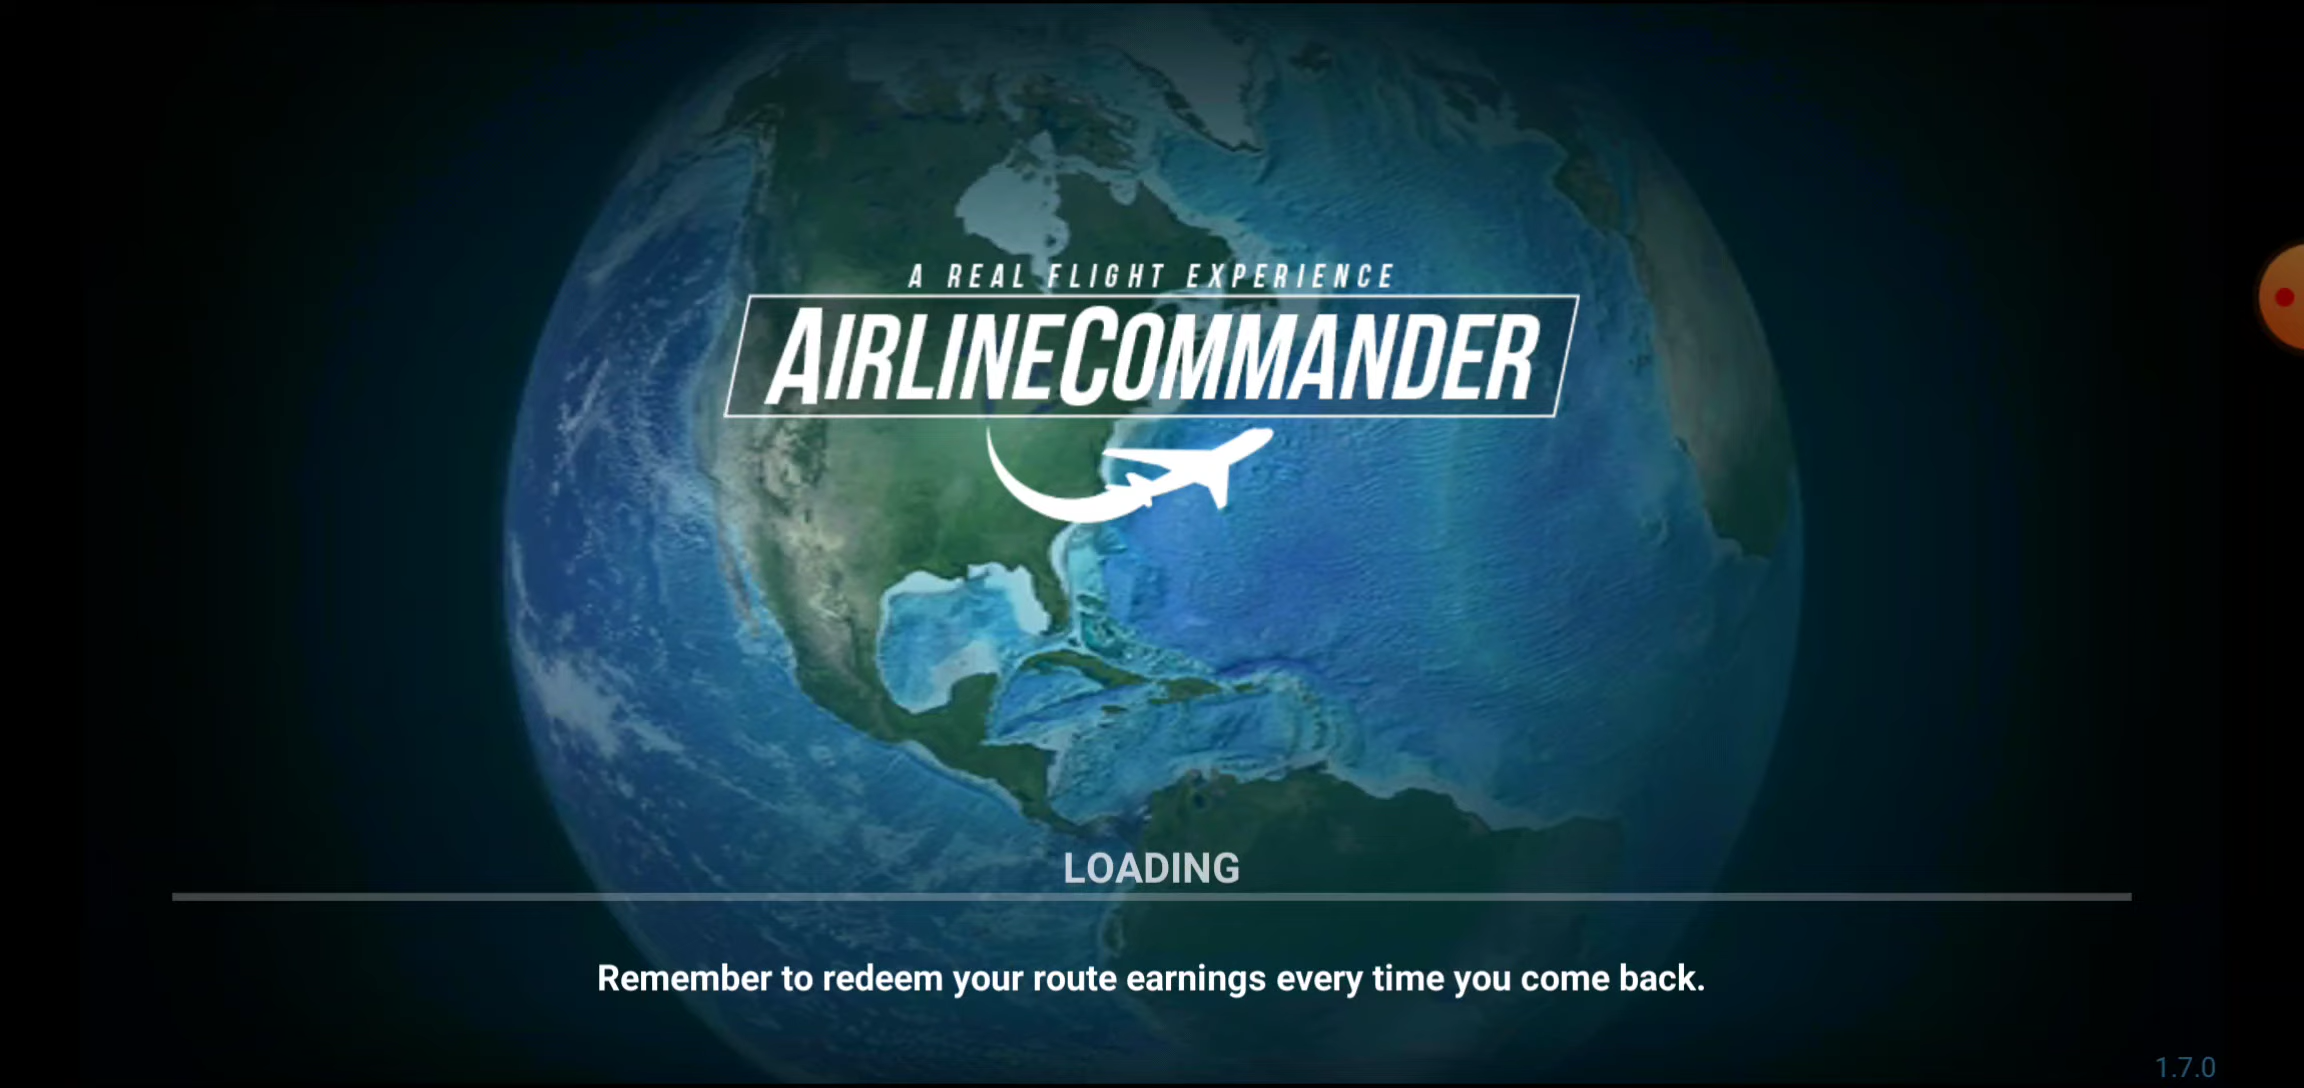 A REAL FLIGHT EXPERIENCE
AIRLINECOMMANDER
LOADING
Remember to redeem your route earnings every time you come back.
1.7.0